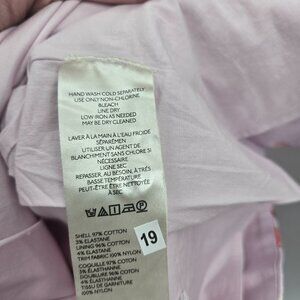 HAND WASH COLD SEPARATELY
USE ONLY NON-CHLORINE
BLEACH
LINE DRY
LOW IRON AS NEEDED
MAY BE DRY CLEANED
LAVER À LA MAIN À L'EAU FROIDE
SÉPARÉMEN
UTILISER UN AGENT DE
BLANCHIMENT SANS CHLORE SI
NÉCESSAIRE
LIGNE SEC
REPASSER, AU BESOIN, À TRÈS
BASSE TEMPÉRATURE
PEUT-ÊTRE ÊTRE NETTOYÉ À
SEC
19
SHELL 97% COTTON
3% ELASTANE
LINING 96% COTTON
4% ELASTANE
TRIM FABRIC 100% NYLON
COQUILLE 97% COTON
3% ÉLASTHANNE
DOUBLURE 96% COTON
4% ÉLASTHANNE
TISSU DE GARNITURE
100% NYLON